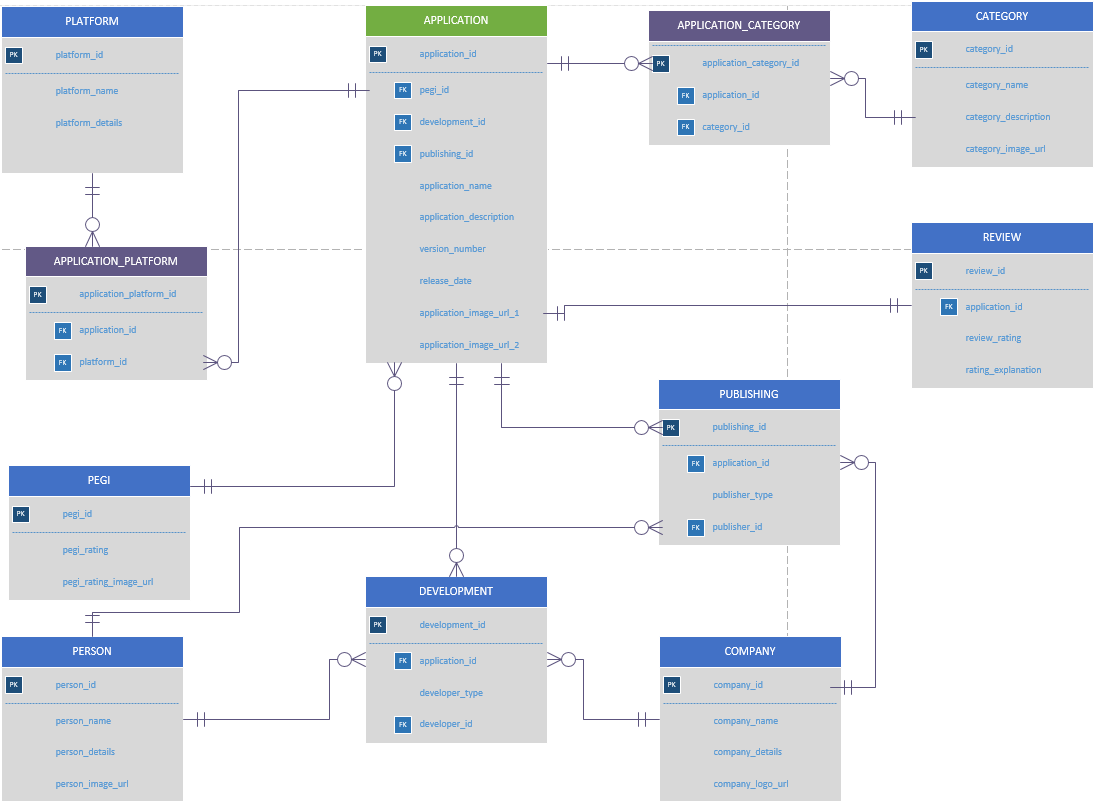 PLATFORM
PK platform_id
platform_name
platform_details
APPLICATION
PK application_id
FK pegi_id
FK development_id
FK publishing_id
application_name
application_description
version_number
release_date
application_image_url_1
application_image_url_2
APPLICATION_CATEGORY
PK application_category_id
FK application_id
FK category_id
CATEGORY
PK category_id
category_name
category_description
category_image_url
APPLICATION_PLATFORM
PK application_platform_id
FK application_id
FK platform_id
REVIEW
PK review_id
FK application_id
review_rating
rating_explanation
PUBLISHING
PK publishing_id
FK application_id
publisher_type
FK publisher_id
PEGI
PK pegi_id
pegi_rating
pegi_rating_image_url
DEVELOPMENT
PK development_id
FK application_id
developer_type
FK developer_id
PERSON
PK person_id
person_name
person_details
person_image_url
COMPANY
PK company_id
company_name
company_details
company_logo_url